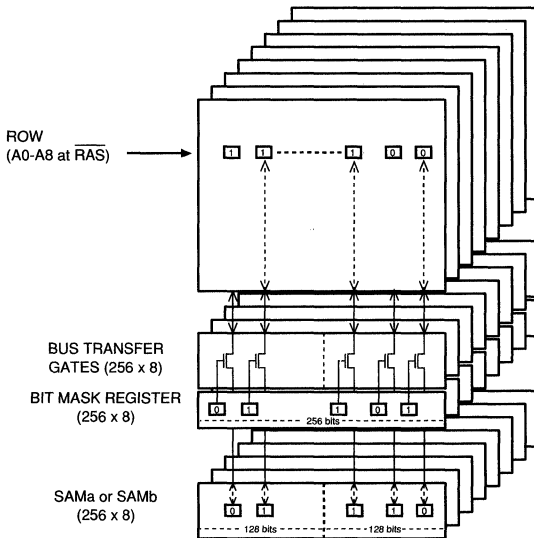 ROW
(A0-A8 at RAS)
1 1 1 0 0
BUS TRANSFER
GATES (256 x 8)
BIT MASK REGISTER
(256 x 8)
0 1 1 0 1
256 bits
SAMa or SAMb
(256 x 8)
0 1 1 1 0
128 bits 128 bits